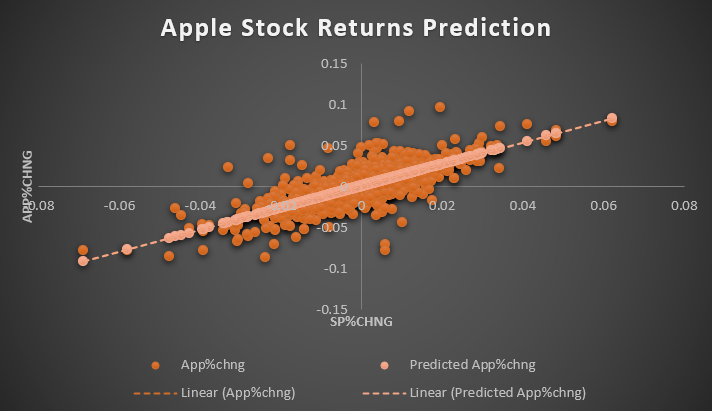 Apple Stock Returns Prediction
0.15
0.1
0.05
0
-0.08 -0.06 -0.04 -0.02 0 0.02 0.04 0.06 0.08
-0.05
-0.1
-0.15
APP%CHNG
SP%CHNG
App%chng Predicted App%chng
Linear (App%chng) Linear (Predicted App%chng)